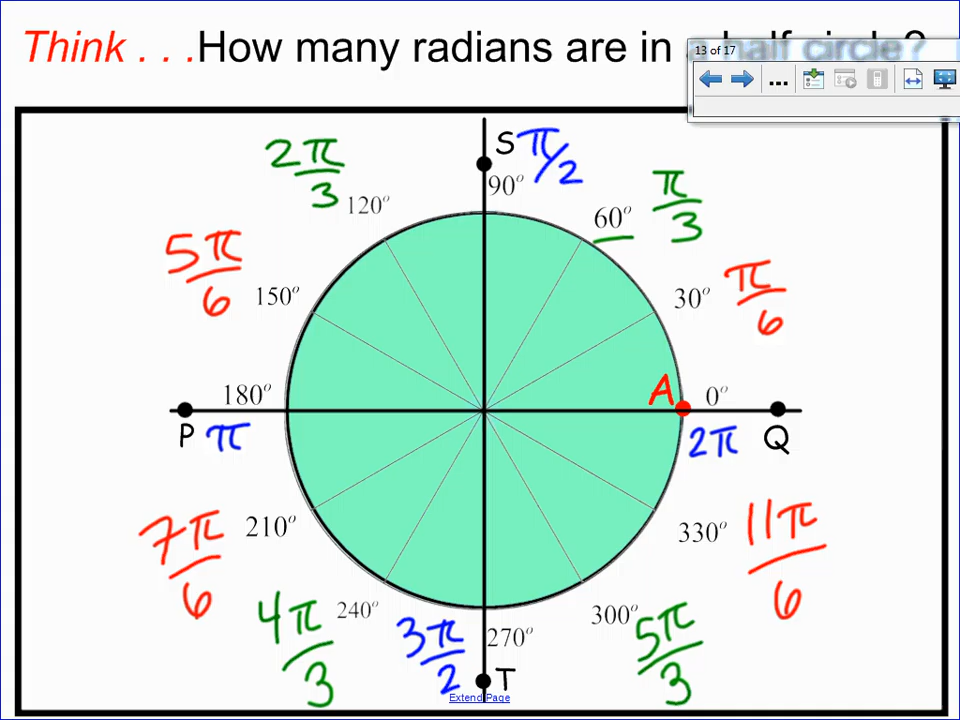 Think . . .How many radians are in a half circle?
13 of 17
S π/2
90°
2π/3
120°
60°
π/3
5π/6
150°
30°
π/6
180°
A
0°
P π
2π Q
7π/6
210°
330°
11π/6
4π/3
240°
3π/2
270°
300°
5π/3
T
Extend Page